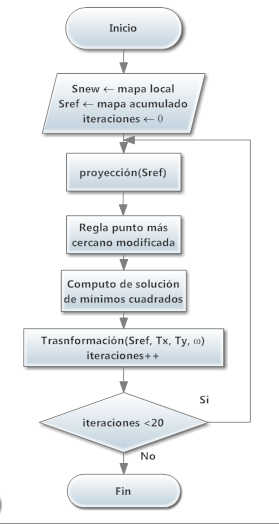 Inicio
Snew ← mapa local
Sref ← mapa acumulado
iteraciones ← 0
proyección(Sref)
Regla punto más
cercano modificada
Computo de solución
de mínimos cuadrados
Trasnformación(Sref, Tx, Ty, ω)
iteraciones++
Si
iteraciones <20
No
Fin